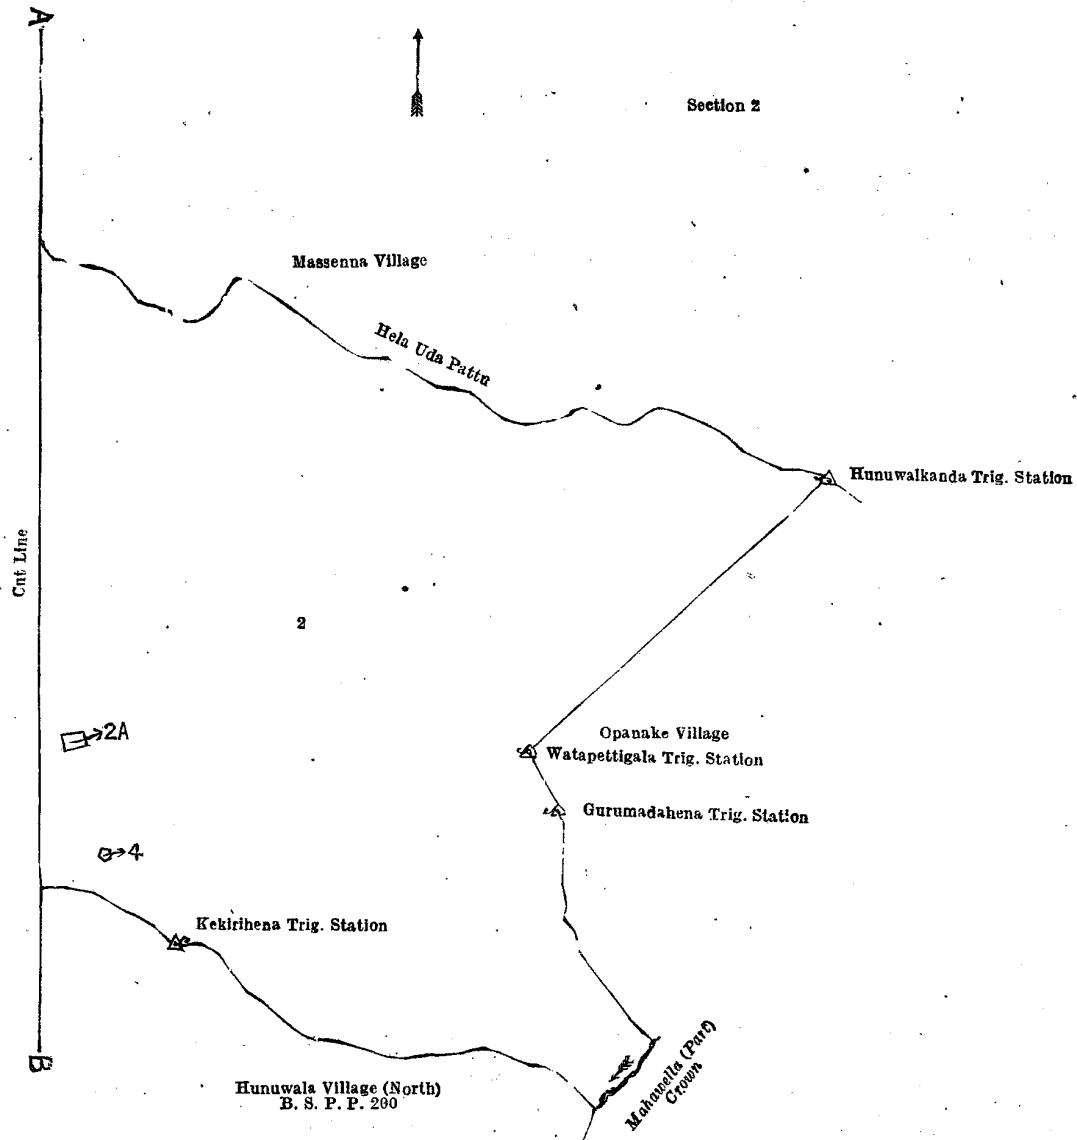 A
Section 2
Massenna Village
Hela Uda Pattu
Hunuwalkanda Trig. Station
Cut Line
2
2A
Opanake Village
Watapettigala Trig. Station
Gurumadahena Trig. Station
4
Kekirihena Trig. Station
Mahawella (Part)
Crown
B
Hunuwala Village (North)
B. S. P. P. 200